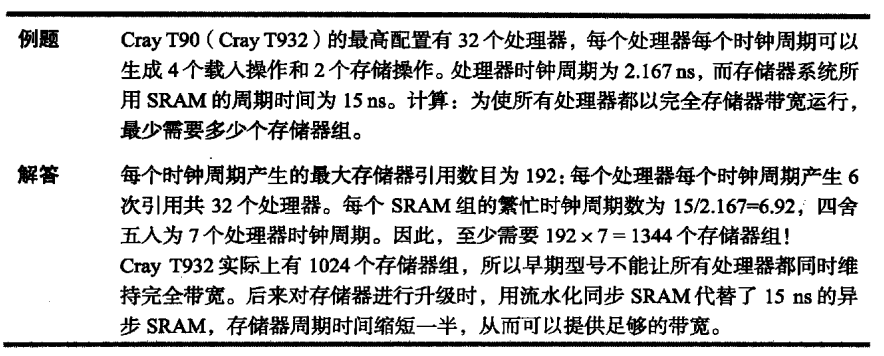 例题 Cray T90（Cray T932）的最高配置有 32 个处理器，每个处理器每个时钟周期可以
生成 4 个载入操作和 2 个存储操作。处理器时钟周期为 2.167 ns，而存储器系统所
用 SRAM 的周期时间为 15 ns。计算：为使所有处理器都以完全存储器带宽运行，
最少需要多少个存储器组。
解答 每个时钟周期产生的最大存储器引用数目为 192：每个处理器每个时钟周期产生 6
次引用共 32 个处理器。每个 SRAM 组的繁忙时钟周期数为 15/2.167=6.92，四舍
五入为 7 个处理器时钟周期。因此，至少需要 192 × 7 = 1344 个存储器组！
Cray T932 实际上有 1024 个存储器组，所以早期型号不能让所有处理器都同时维
持完全带宽。后来对存储器进行升级时，用流水化同步 SRAM 代替了 15 ns 的异
步 SRAM，存储器周期时间缩短一半，从而可以提供足够的带宽。